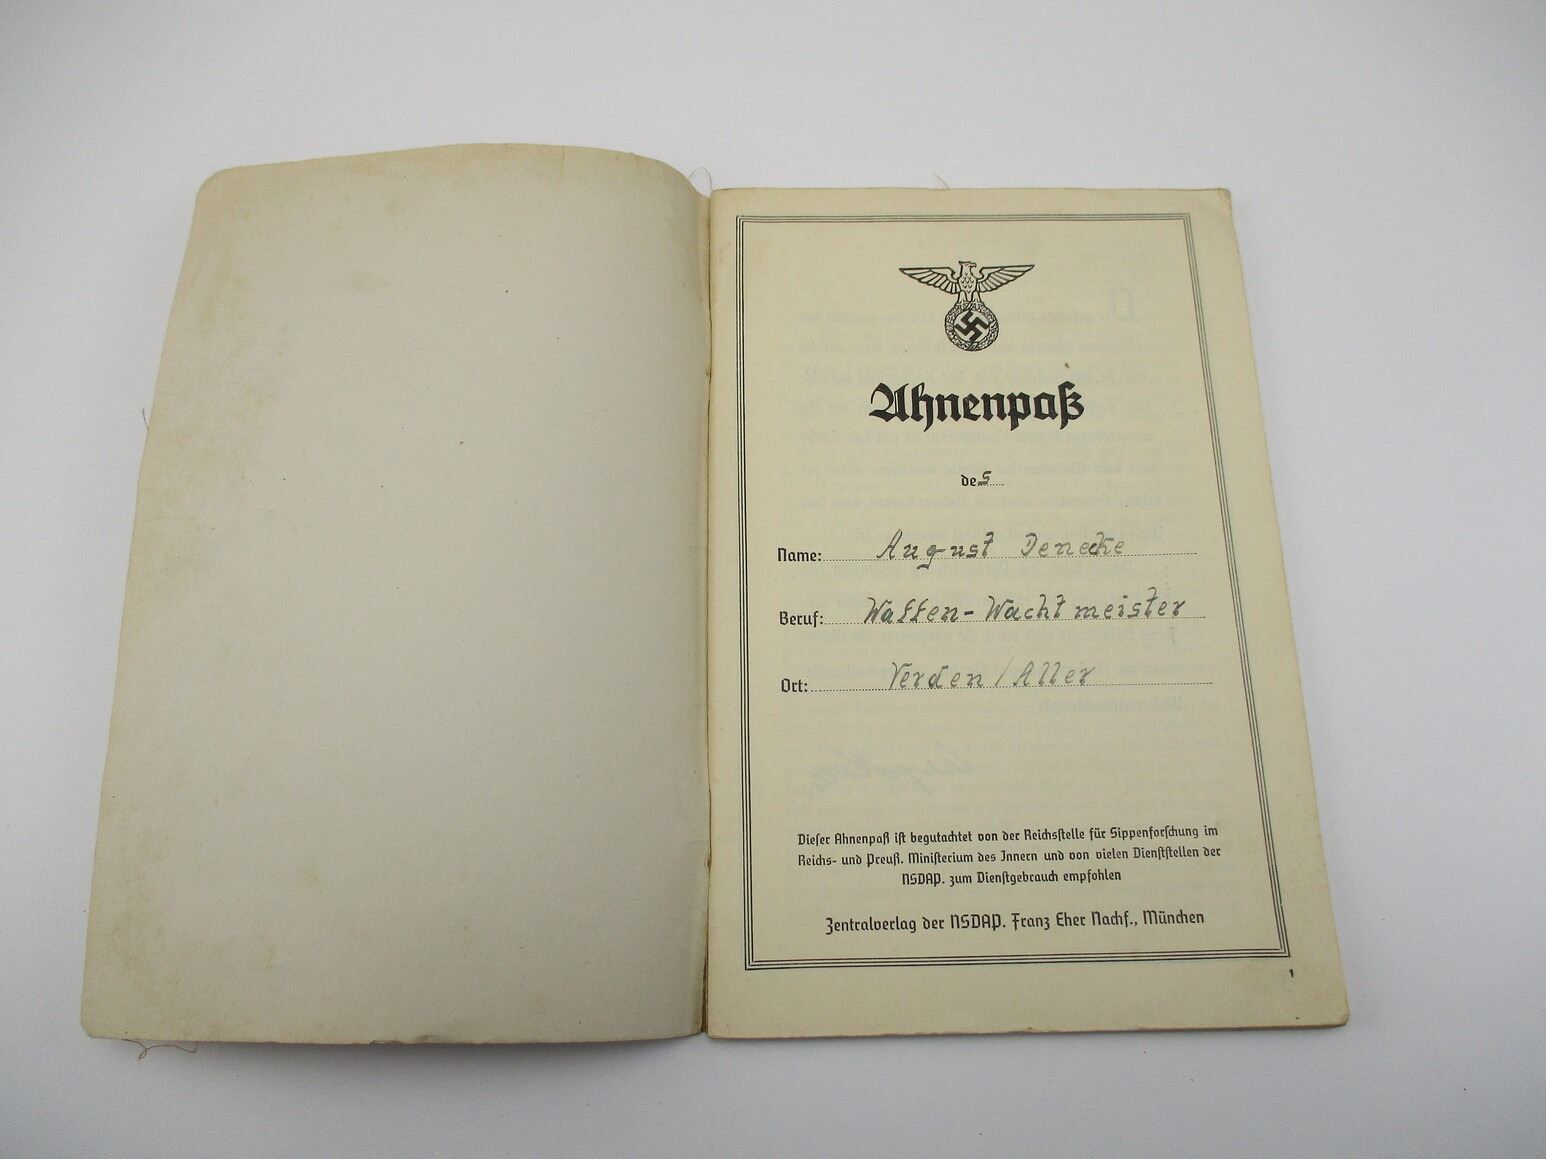 Ahnenpaß
des
Name: August Denecke
Beruf: Waffen-Wachtmeister
Ort: Verden/Aller
Dieser Ahnenpaß ist begutachtet von der Reichsstelle für Sippenforschung im
Reichs- und Preuß. Ministerium des Innern und von vielen Dienststellen der
NSDAP. zum Dienstgebrauch empfohlen
Zentralverlag der NSDAP. Franz Eher Nachf., München
1